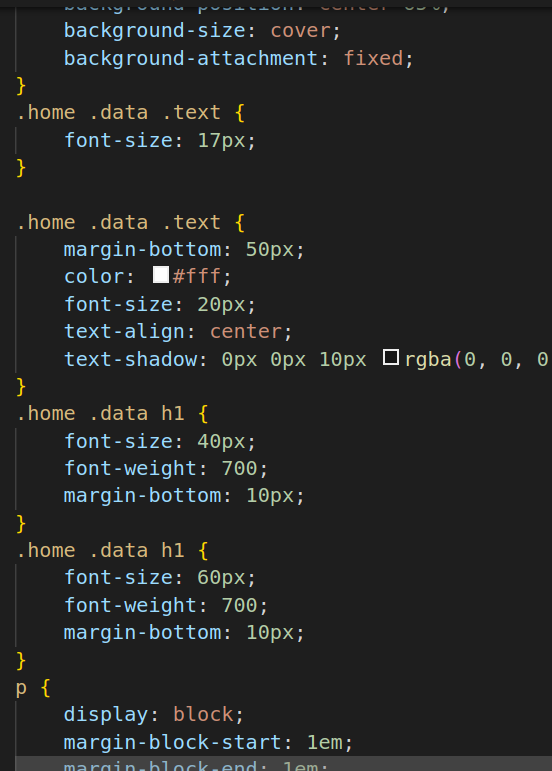 background-position: center 65%;
background-size: cover;
background-attachment: fixed;
}
.home .data .text {
font-size: 17px;
}
.home .data .text {
margin-bottom: 50px;
color: #fff;
font-size: 20px;
text-align: center;
text-shadow: 0px 0px 10px rgba(0, 0, 0
}
.home .data h1 {
font-size: 40px;
font-weight: 700;
margin-bottom: 10px;
}
.home .data h1 {
font-size: 60px;
font-weight: 700;
margin-bottom: 10px;
}
p {
display: block;
margin-block-start: 1em;
margin-block-end: 1em;